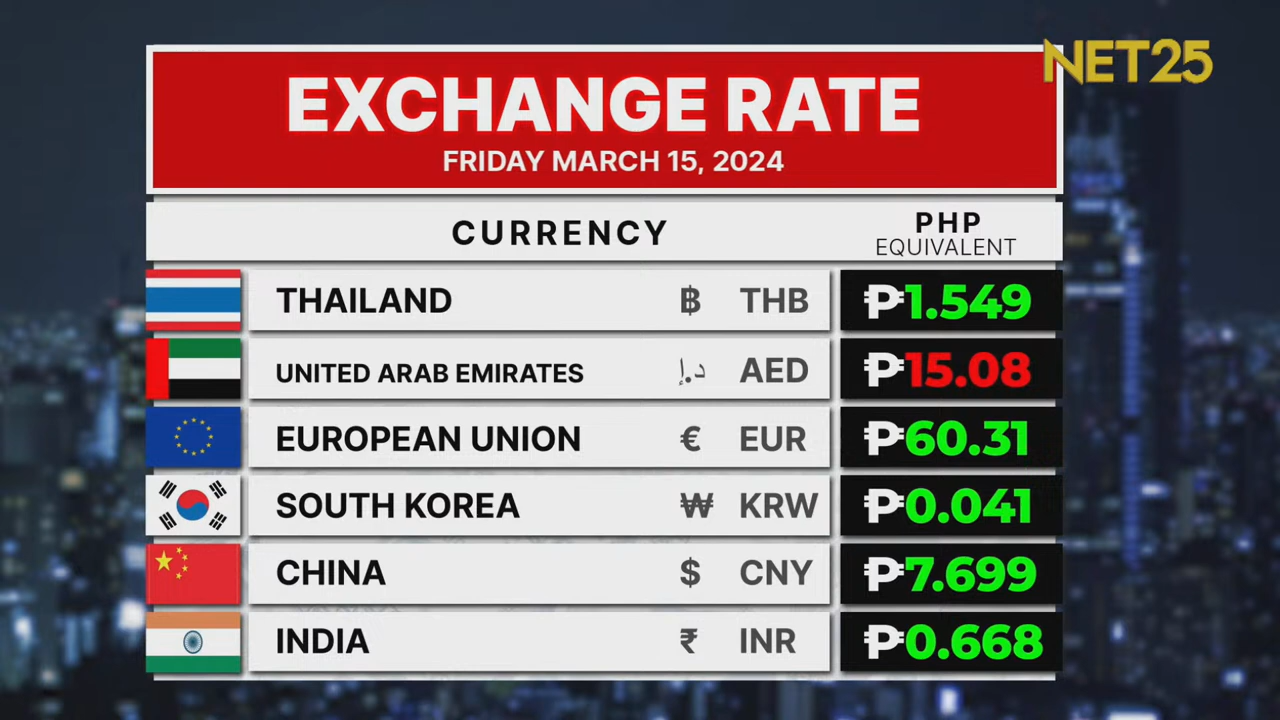 NET25
EXCHANGE RATE
FRIDAY MARCH 15, 2024
CURRENCY
PHP
EQUIVALENT
THAILAND ฿ THB ₱1.549
UNITED ARAB EMIRATES د.إ AED ₱15.08
EUROPEAN UNION € EUR ₱60.31
SOUTH KOREA ₩ KRW ₱0.041
CHINA $ CNY ₱7.699
INDIA ₹ INR ₱0.668